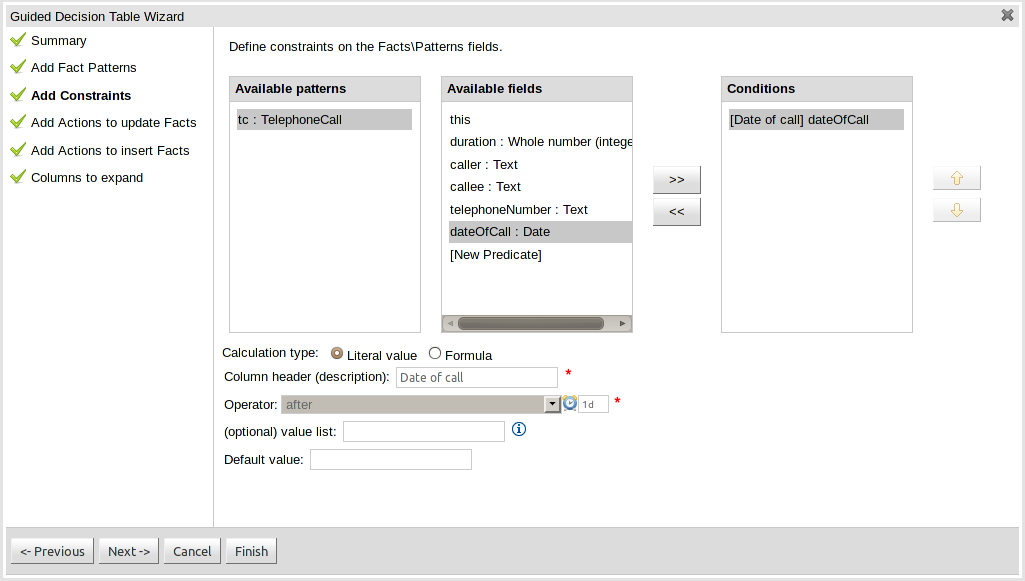 Guided Decision Table Wizard
Summary
Add Fact Patterns
Add Constraints
Add Actions to update Facts
Add Actions to insert Facts
Columns to expand
Define constraints on the Facts\Patterns fields.
Available patterns
tc : TelephoneCall
Available fields
this
duration : Whole number (intege
caller : Text
callee : Text
telephoneNumber : Text
dateOfCall : Date
[New Predicate]
>>
<<
Conditions
[Date of call] dateOfCall
Calculation type: Literal value Formula
Column header (description): Date of call *
Operator: after 1d *
(optional) value list:
Default value:
<- Previous Next -> Cancel Finish